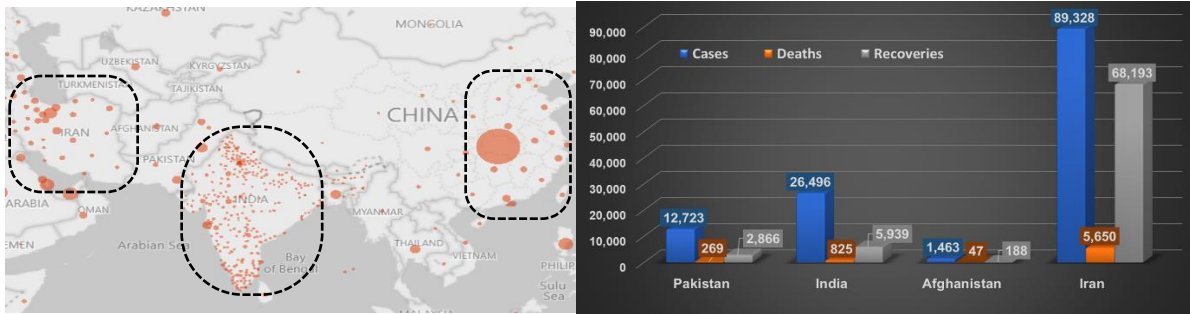 KAZAKHSTAN
MONGOLIA
UZBEKISTAN
KYRGYZSTAN
TURKMENISTAN
TAJIKISTAN
CHINA
IRAN
AFGHANISTAN
PAKISTAN
INDIA
ARABIA
OMAN
MYANMAR
YEMEN
Arabian Sea
THAILAND
Bay
of Bengal
VIETNAM
PHILIP
Sulu
Sea
MALAYSIA
90,000
80,000
70,000
60,000
50,000
40,000
30,000
20,000
10,000
0
Cases Deaths Recoveries
89,328
68,193
26,496
12,723
269
2,866
825
5,939
1,463
47
188
5,650
Pakistan India Afghanistan Iran